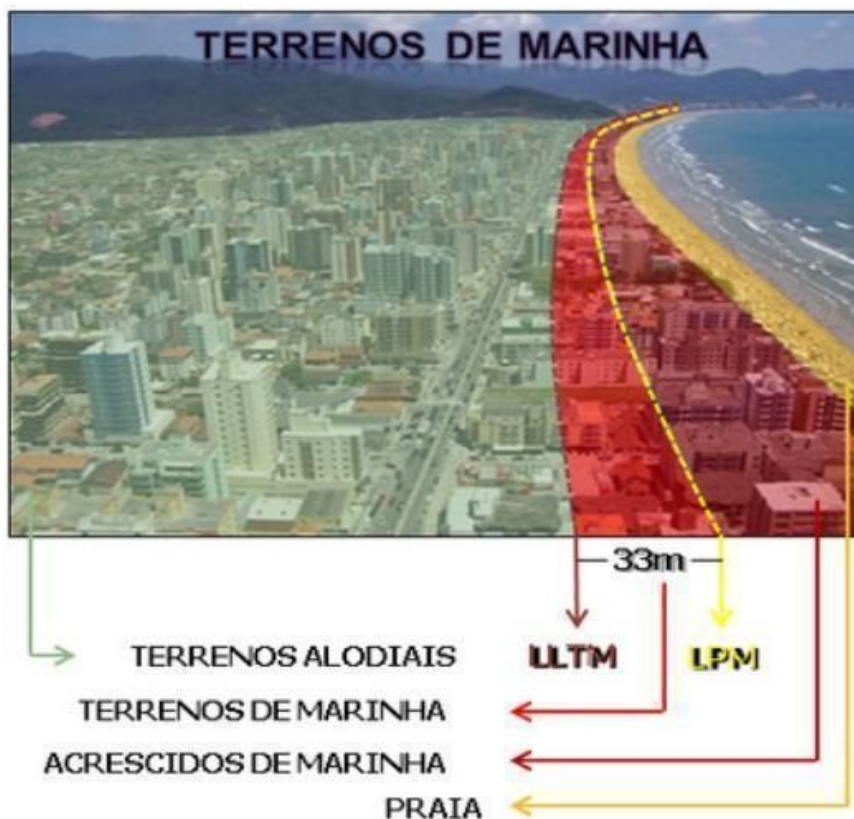 TERRENOS DE MARINHA
33m
TERRENOS ALODIAIS LLTM LPM
TERRENOS DE MARINHA
ACRESCIDOS DE MARINHA
PRAIA